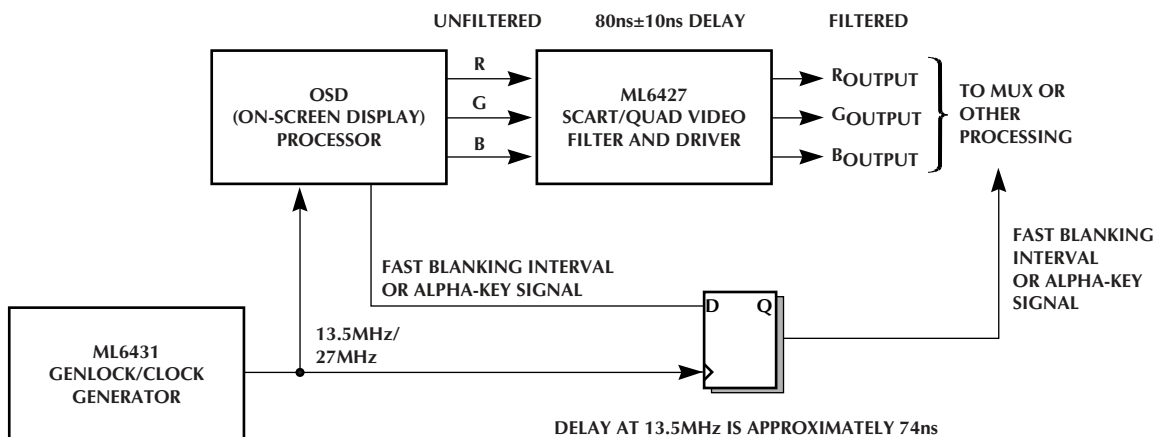 UNFILTERED
80ns±10ns DELAY
FILTERED
OSD
(ON-SCREEN DISPLAY)
PROCESSOR
R
G
B
ML6427
SCART/QUAD VIDEO
FILTER AND DRIVER
ROUTPUT
GOUTPUT
BOUTPUT
TO MUX OR
OTHER
PROCESSING
FAST BLANKING INTERVAL
OR ALPHA-KEY SIGNAL
FAST BLANKING
INTERVAL
OR ALPHA-KEY
SIGNAL
D
Q
ML6431
GENLOCK/CLOCK
GENERATOR
13.5MHz/
27MHz
DELAY AT 13.5MHz IS APPROXIMATELY 74ns